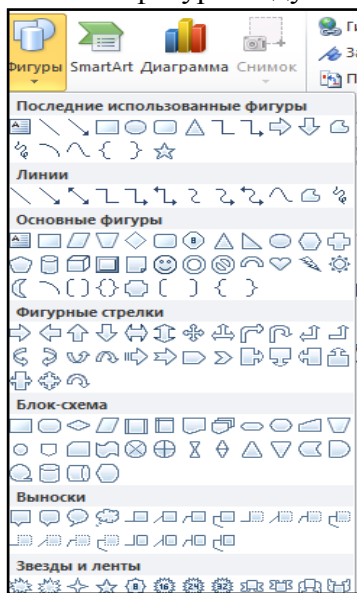 Фигуры SmartArt Диаграмма Снимок
Последние использованные фигуры
Линии
Основные фигуры
Фигурные стрелки
Блок-схема
Выноски
Звезды и ленты